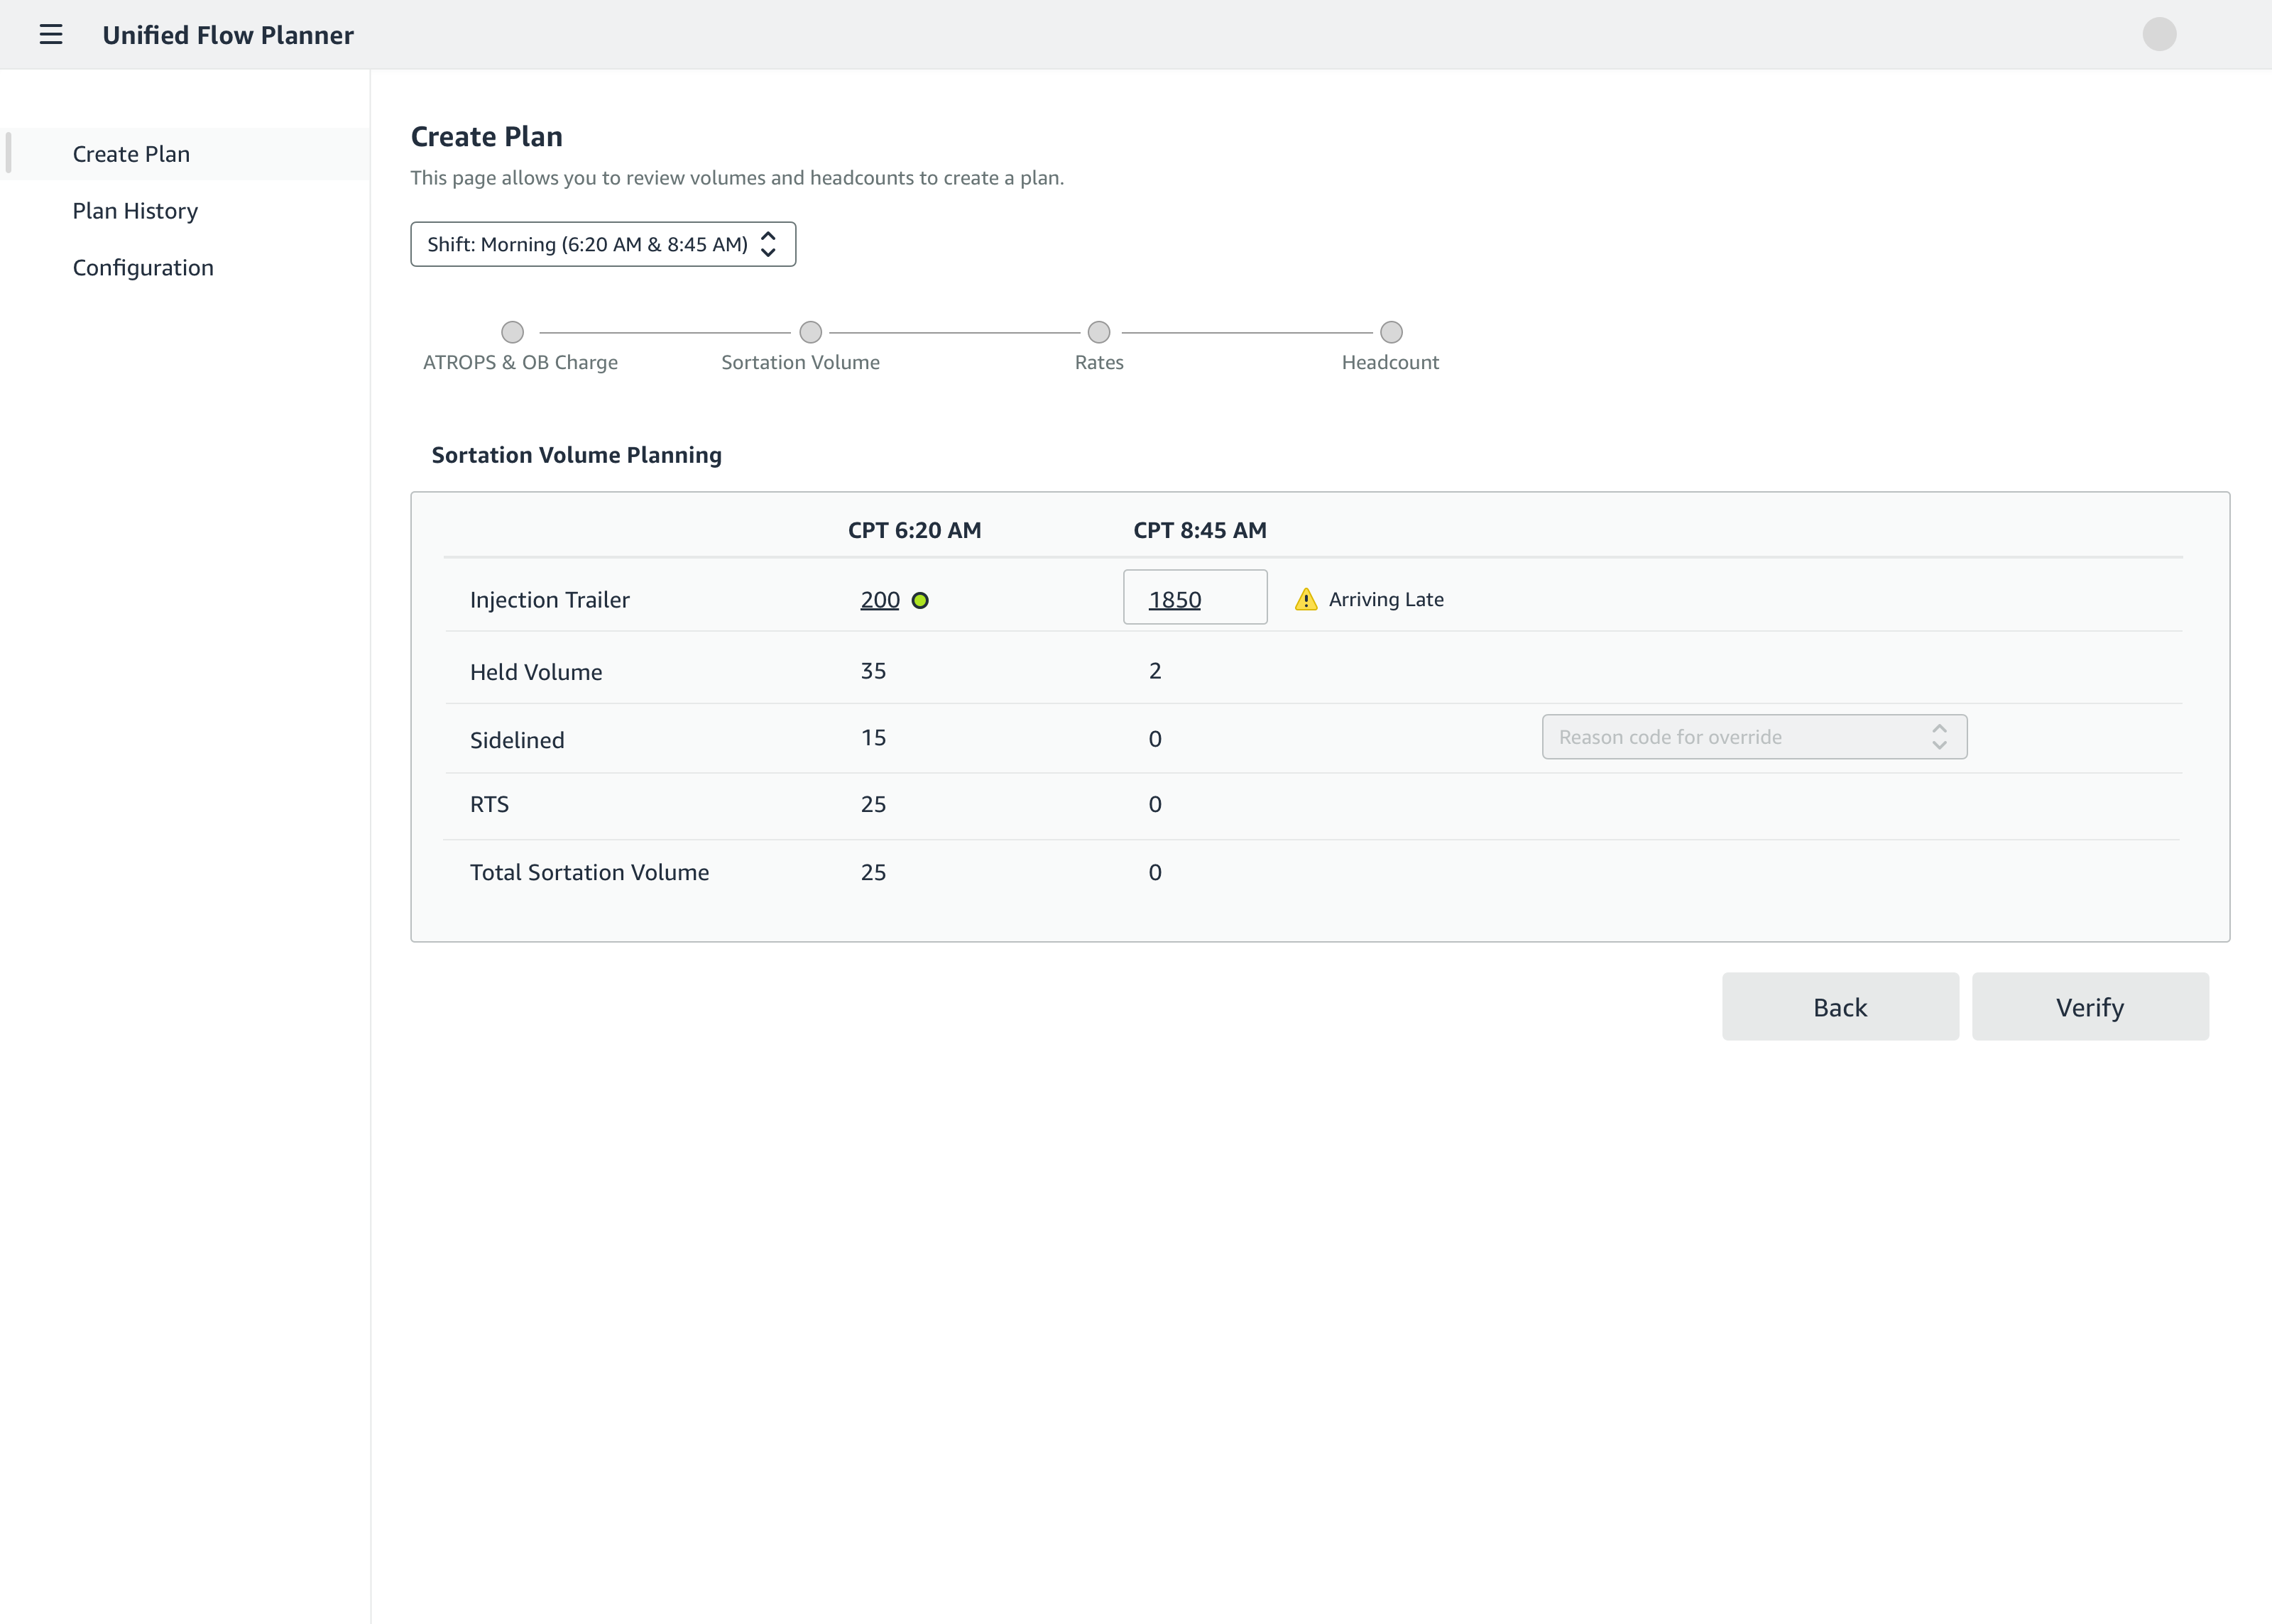 Unified Flow Planner
Create Plan
Plan History
Configuration
Create Plan
This page allows you to review volumes and headcounts to create a plan.
Shift: Morning (6:20 AM & 8:45 AM)
ATROPS & OB Charge
Sortation Volume
Rates
Headcount
Sortation Volume Planning
CPT 6:20 AM CPT 8:45 AM
Injection Trailer 200 1850 Arriving Late
Held Volume 35 2
Sidelined 15 0 Reason code for override
RTS 25 0
Total Sortation Volume 25 0
Back Verify